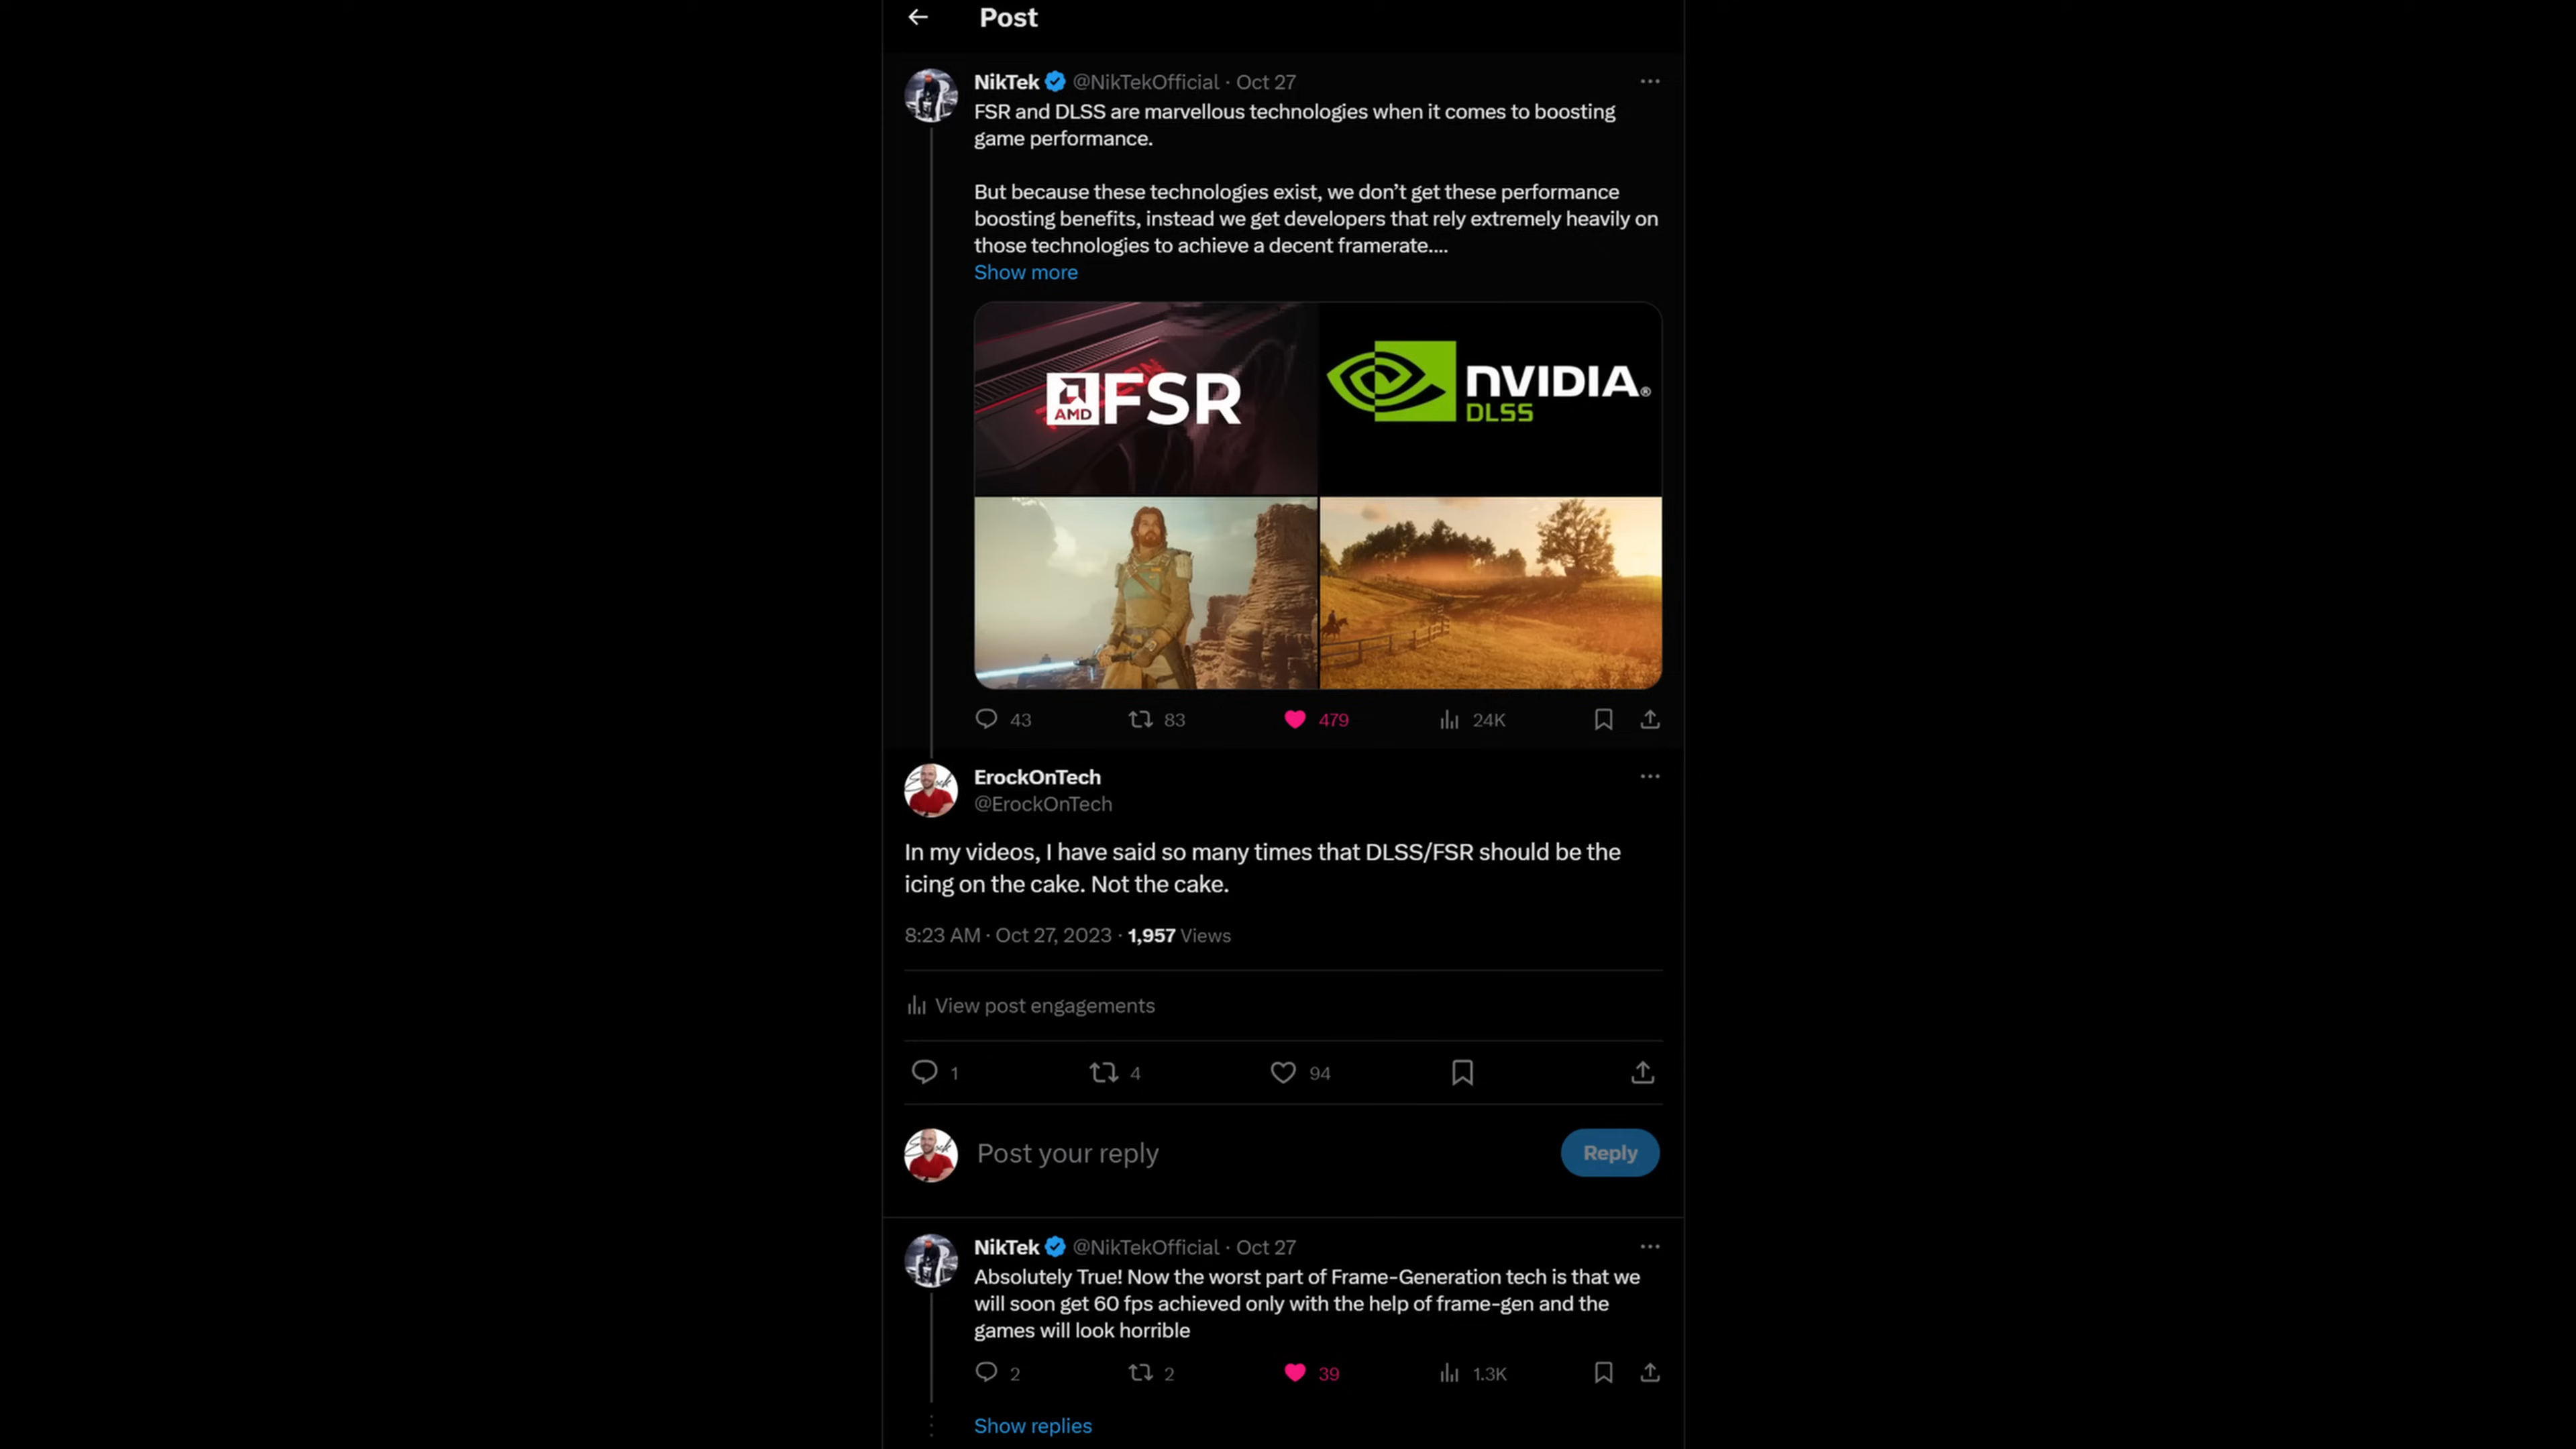 Post
NikTek @NikTekOfficial · Oct 27
FSR and DLSS are marvellous technologies when it comes to boosting
game performance.
But because these technologies exist, we don’t get these performance
boosting benefits, instead we get developers that rely extremely heavily on
those technologies to achieve a decent framerate....
Show more
AMD FSR
NVIDIA®
DLSS
43 83 479 24K
ErockOnTech
@ErockOnTech
In my videos, I have said so many times that DLSS/FSR should be the
icing on the cake. Not the cake.
8:23 AM · Oct 27, 2023 · 1,957 Views
View post engagements
1 4 94
Post your reply Reply
NikTek @NikTekOfficial · Oct 27
Absolutely True! Now the worst part of Frame-Generation tech is that we
will soon get 60 fps achieved only with the help of frame-gen and the
games will look horrible
2 2 39 1.3K
Show replies